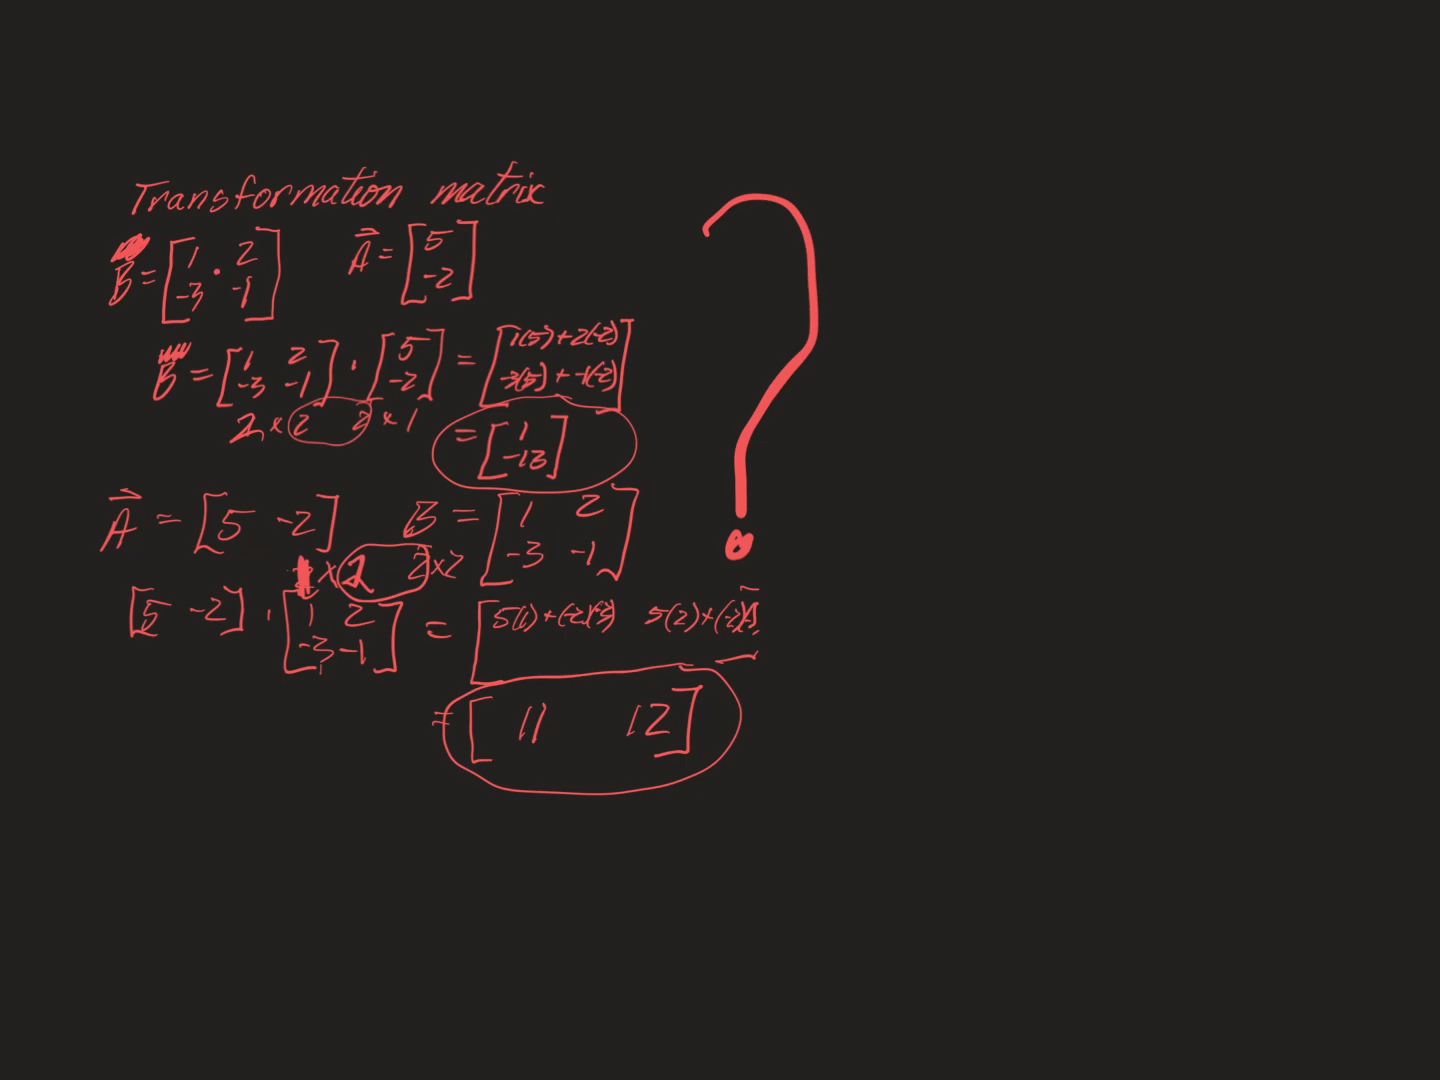 Transformation matrix
B = [1 · 2
-3 -1]
A = [5
-2]
B = [1 2
-3 -1] · [5
-2] = [1(5)+2(-2)
-3(5)+-1(-2)]
2 × 2 2 × 1
= [1
-13]
A = [5 -2] B = [1 2
-3 -1]
1 × 2 2×2
[5 -2] · [1 2
-3 -1] = [5(1)+(-2)(-3) 5(2)+(-2)(-1)]
= [11 12]
?